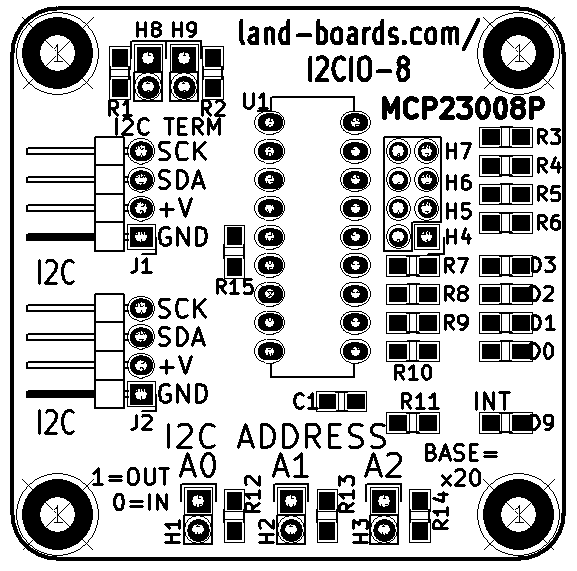 H8 H9
land-boards.com/
I2CIO-8
R1 R2
U1
MCP23008P
I2C TERM
R3
SCK
H7
R4
SDA
H6
R5
+V
H5
R6
GND
H4
J1
I2C
R15
R7
D3
R8
D2
SCK
R9
D1
SDA
D0
+V
R10
GND
C1
R11
INT
J2
I2C
D9
I2C ADDRESS
BASE=
x20
A0 A1 A2
1=OUT
0=IN
H1
R12
H2
R13
H3
R14
1
1
1
1